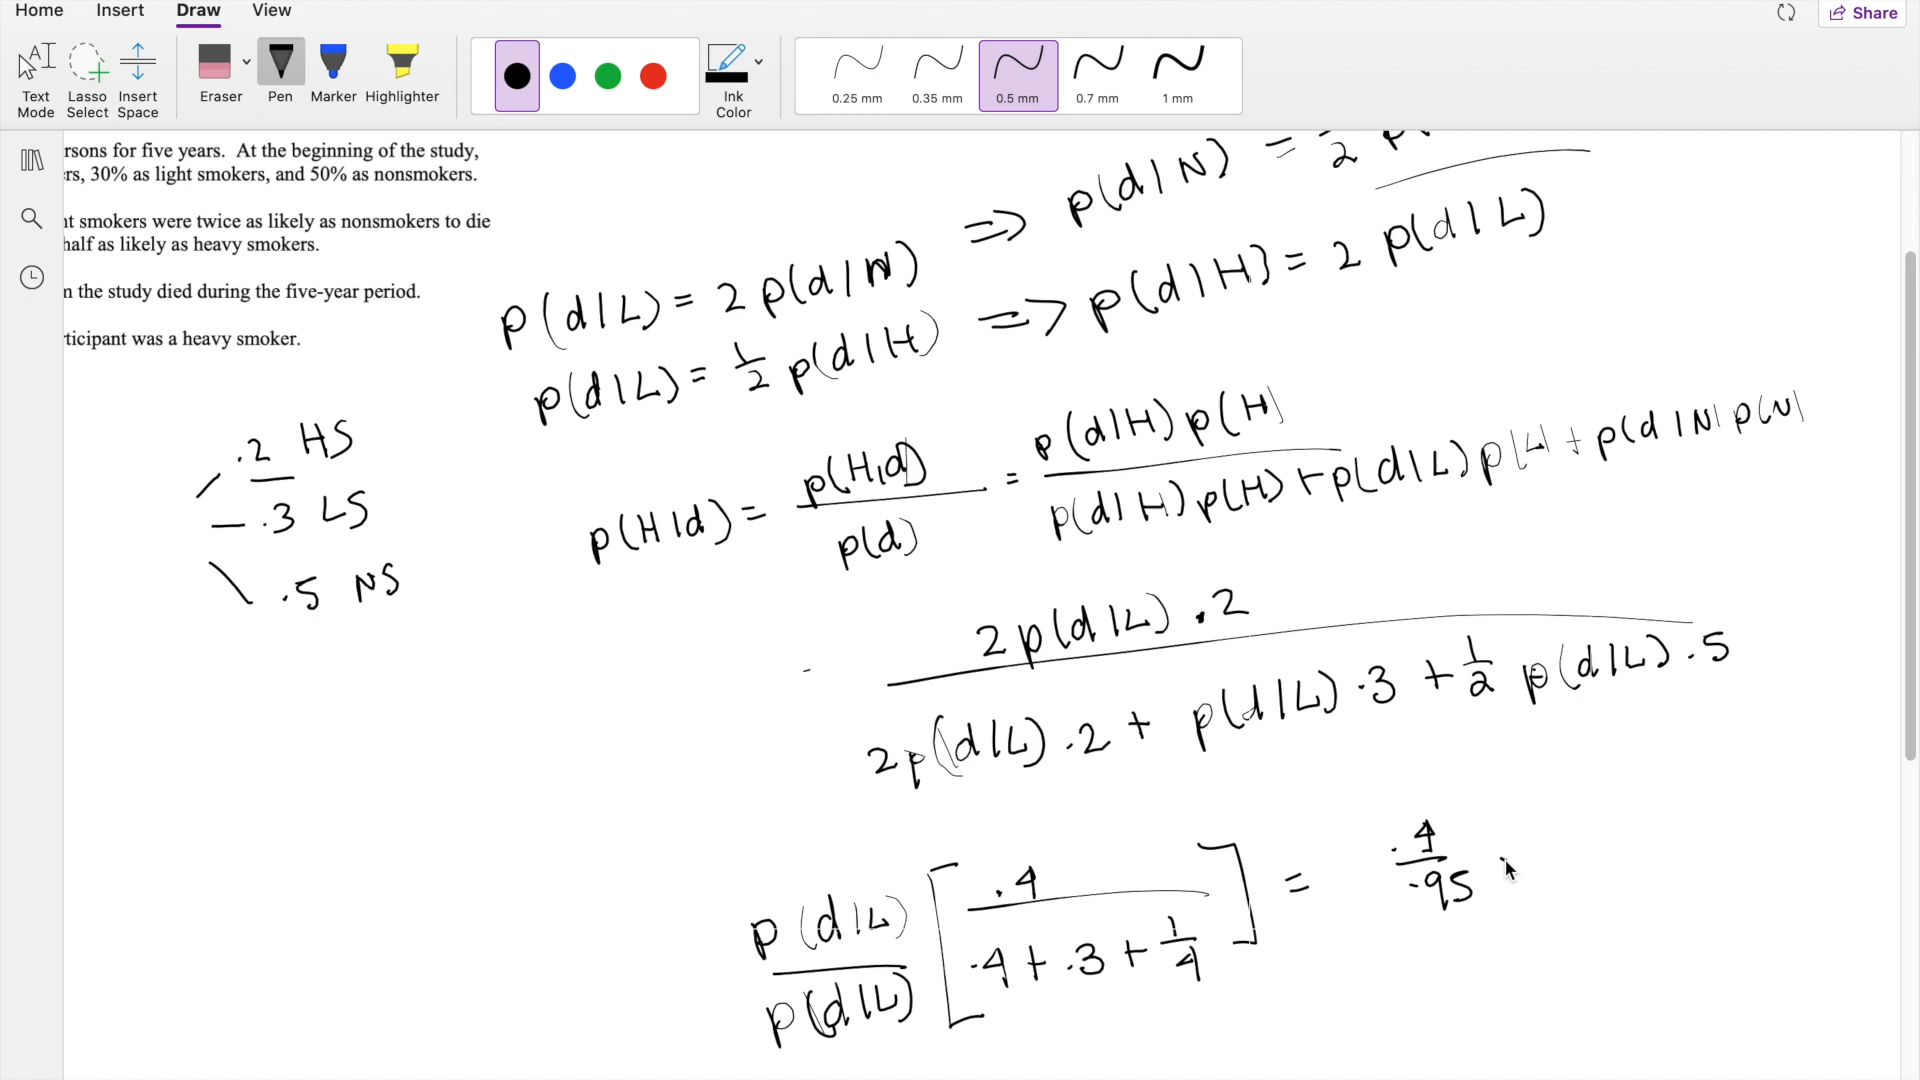 Home Insert Draw View Share
Text Mode Lasso Select Insert Space Eraser Pen Marker Highlighter Ink Color 0.25 mm 0.35 mm 0.5 mm 0.7 mm 1 mm
rsons for five years. At the beginning of the study,
rs, 30% as light smokers, and 50% as nonsmokers.
t smokers were twice as likely as nonsmokers to die
half as likely as heavy smokers.
n the study died during the five-year period.
ticipant was a heavy smoker.
p(d|L) = 2 p(d|N) => p(d|N) = 1/2 p(
p(d|L) = 1/2 p(d|H) => p(d|H) = 2 p(d|L)
.2 HS
.3 LS
.5 NS
p(H|d) = p(H,d) / p(d) = p(d|H) p(H) / p(d|H) p(H) + p(d|L) p(L) + p(d|N) p(N)
2p(d|L) .2 / 2p(d|L) .2 + p(d|L) .3 + 1/2 p(d|L) .5
p(d|L) / p(d|L) [ .4 / .4 + .3 + 1/4 ] = .4 / .95